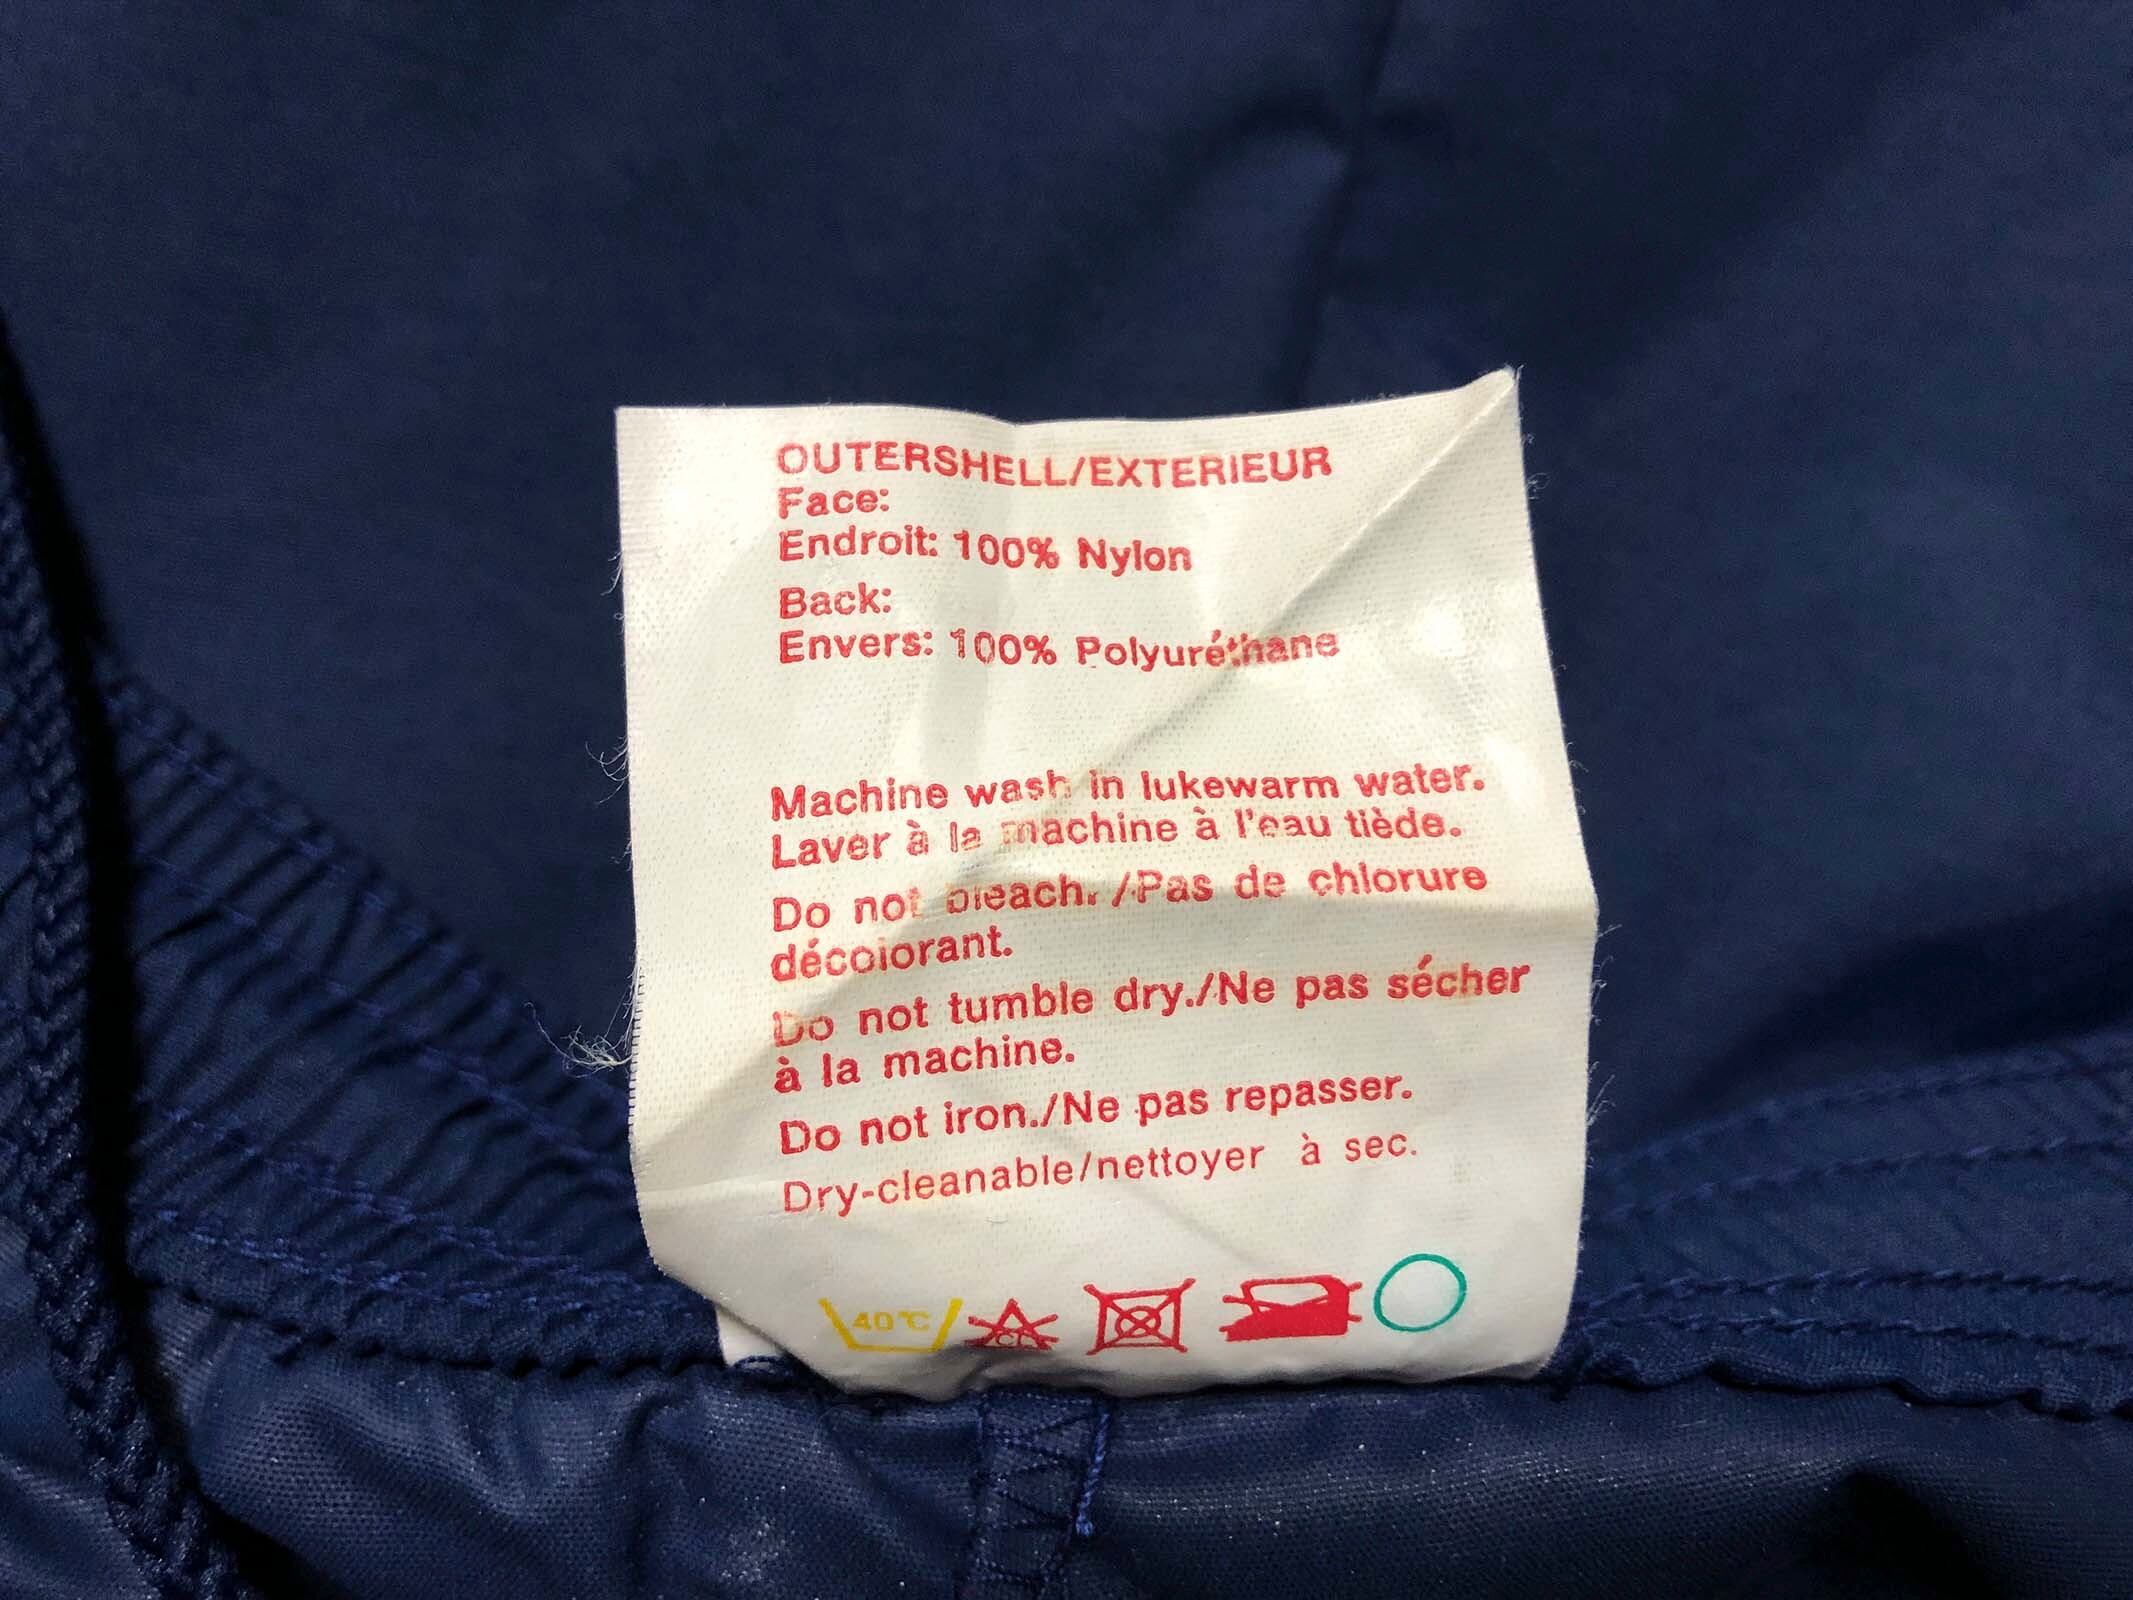 OUTERSHELL/EXTERIEUR
Face:
Endroit: 100% Nylon
Back:
Envers: 100% Polyuréthane
Machine wash in lukewarm water.
Laver à la machine à l'eau tiède.
Do not bleach. /Pas de chlorure
décolorant.
Do not tumble dry./Ne pas sécher
à la machine.
Do not iron./Ne pas repasser.
Dry-cleanable/nettoyer à sec.
40°C CL